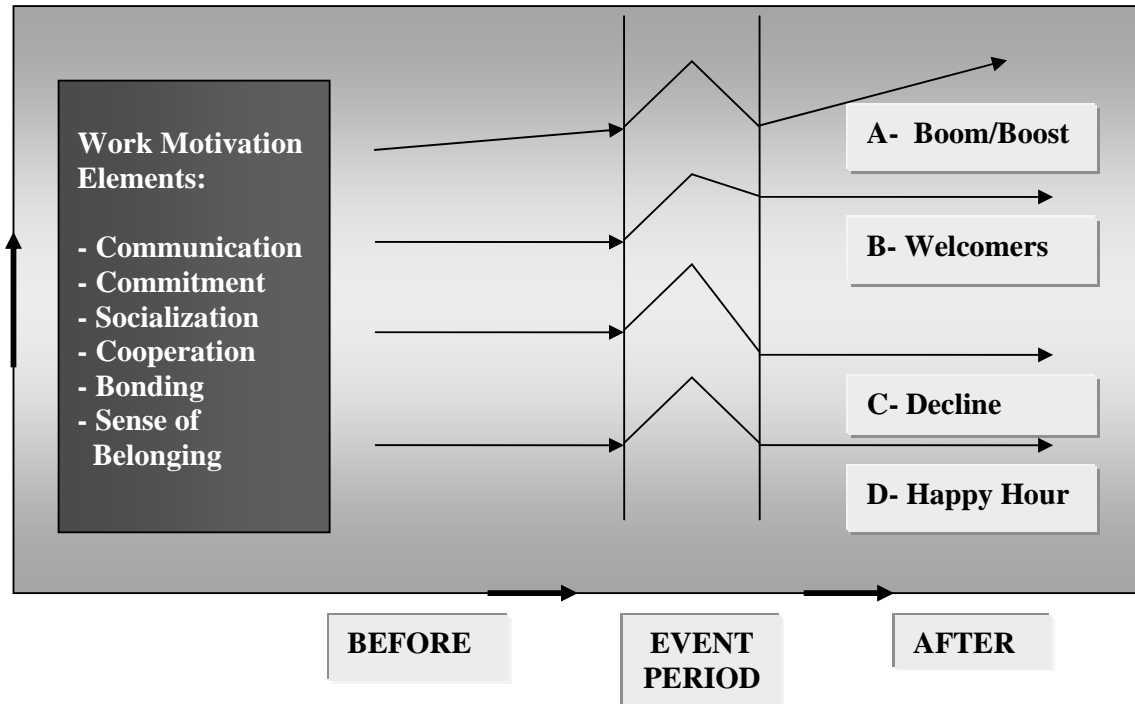 Work Motivation
Elements:
- Communication
- Commitment
- Socialization
- Cooperation
- Bonding
- Sense of
Belonging
A- Boom/Boost
B- Welcomers
C- Decline
D- Happy Hour
BEFORE
EVENT
PERIOD
AFTER